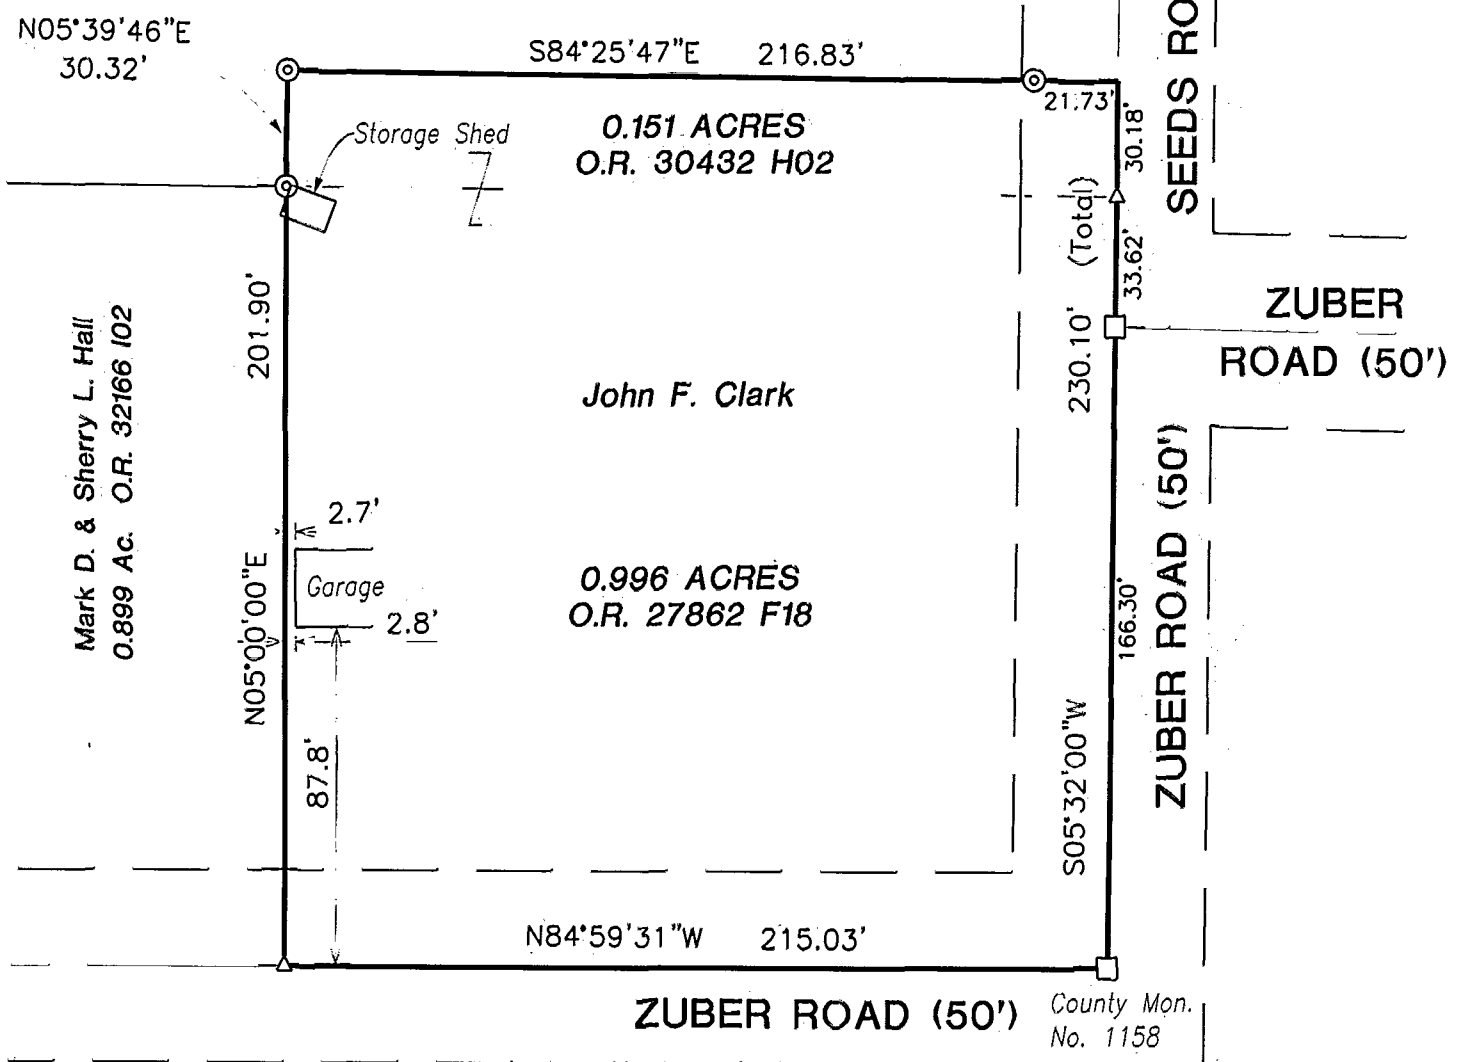 N05°39'46"E
30.32'
S84°25'47"E 216.83'
21.73'
SEEDS RO
Storage Shed
0.151 ACRES
O.R. 30432 H02
30.18'
(Total)
230.10'
33.62'
ZUBER
ROAD (50')
201.90'
Mark D. & Sherry L. Hall
0.899 Ac. O.R. 32166 I02
John F. Clark
2.7'
Garage
2.8'
N05°00'00"E
0.996 ACRES
O.R. 27862 F18
166.30'
ZUBER ROAD (50')
S05°32'00"W
87.8'
N84°59'31"W 215.03'
ZUBER ROAD (50')
County Mon.
No. 1158